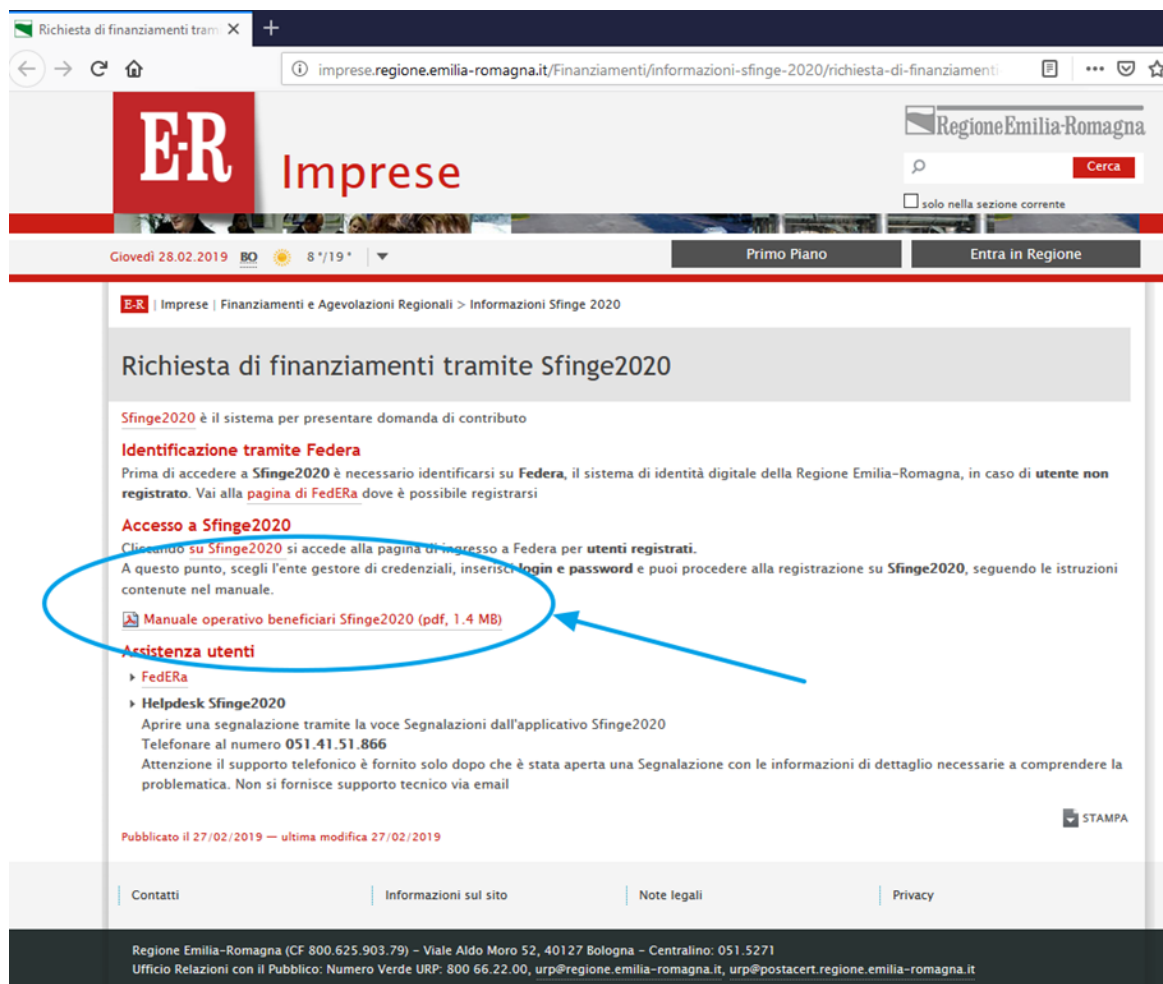 Richiesta di finanziamenti tram
imprese.regione.emilia-romagna.it/Finanziamenti/informazioni-sfinge-2020/richiesta-di-finanziamenti
E·R
Imprese
RegioneEmilia-Romagna
Cerca
solo nella sezione corrente
Giovedì 28.02.2019 BO 8°/19°
Primo Piano
Entra in Regione
E-R | Imprese | Finanziamenti e Agevolazioni Regionali > Informazioni Sfinge 2020
Richiesta di finanziamenti tramite Sfinge2020
Sfinge2020 è il sistema per presentare domanda di contributo
Identificazione tramite Federa
Prima di accedere a Sfinge2020 è necessario identificarsi su Federa, il sistema di identità digitale della Regione Emilia-Romagna, in caso di utente non
registrato. Vai alla pagina di FedERa dove è possibile registrarsi
Accesso a Sfinge2020
Cliccando su Sfinge2020 si accede alla pagina di ingresso a Federa per utenti registrati.
A questo punto, scegli l'ente gestore di credenziali, inserisci login e password e puoi procedere alla registrazione su Sfinge2020, seguendo le istruzioni
contenute nel manuale.
Manuale operativo beneficiari Sfinge2020 (pdf, 1.4 MB)
Assistenza utenti
FedERa
Helpdesk Sfinge2020
Aprire una segnalazione tramite la voce Segnalazioni dall'applicativo Sfinge2020
Telefonare al numero 051.41.51.866
Attenzione il supporto telefonico è fornito solo dopo che è stata aperta una Segnalazione con le informazioni di dettaglio necessarie a comprendere la
problematica. Non si fornisce supporto tecnico via email
STAMPA
Pubblicato il 27/02/2019 — ultima modifica 27/02/2019
Contatti
Informazioni sul sito
Note legali
Privacy
Regione Emilia-Romagna (CF 800.625.903.79) - Viale Aldo Moro 52, 40127 Bologna - Centralino: 051.5271
Ufficio Relazioni con il Pubblico: Numero Verde URP: 800 66.22.00, urp@regione.emilia-romagna.it, urp@postacert.regione.emilia-romagna.it